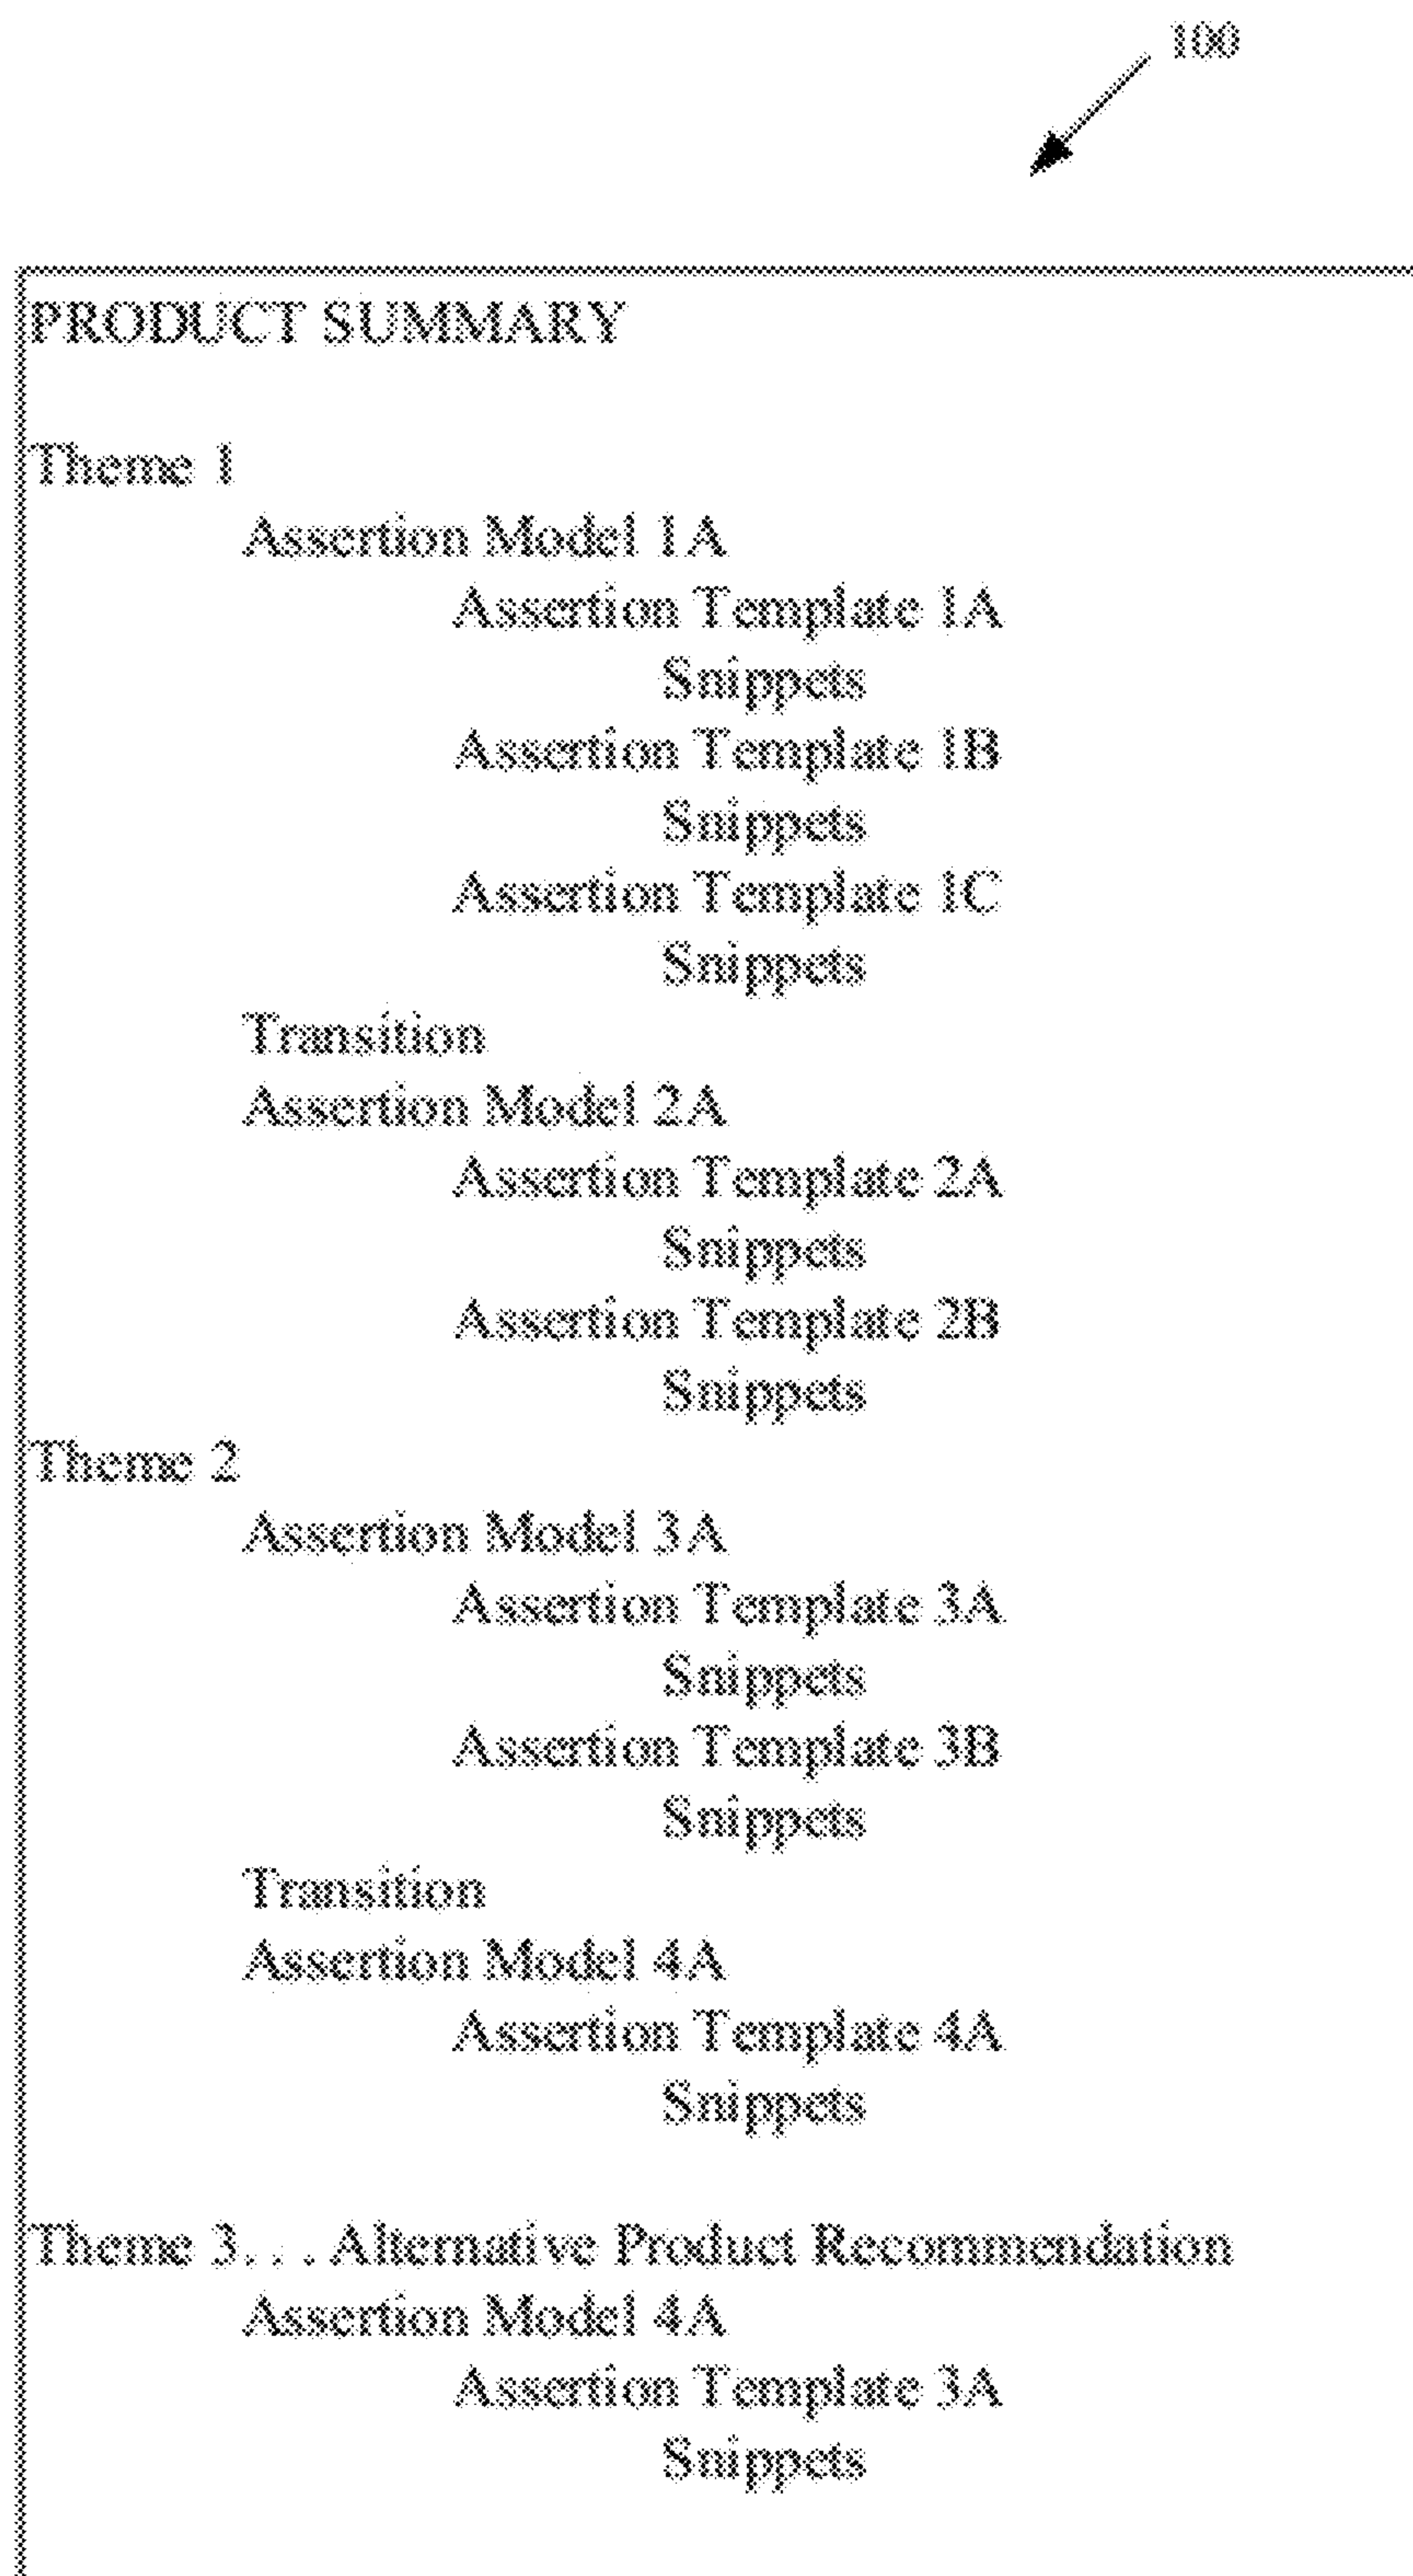 100
PRODUCT SUMMARY
Theme 1
Assertion Model 1A
Assertion Template 1A
Snippets
Assertion Template 1B
Snippets
Assertion Template 1C
Snippets
Transition
Assertion Model 2A
Assertion Template 2A
Snippets
Assertion Template 2B
Snippets
Theme 2
Assertion Model 3A
Assertion Template 3A
Snippets
Assertion Template 3B
Snippets
Transition
Assertion Model 4A
Assertion Template 4A
Snippets
Theme 3. . . Alternative Product Recommendation
Assertion Model 4A
Assertion Template 3A
Snippets